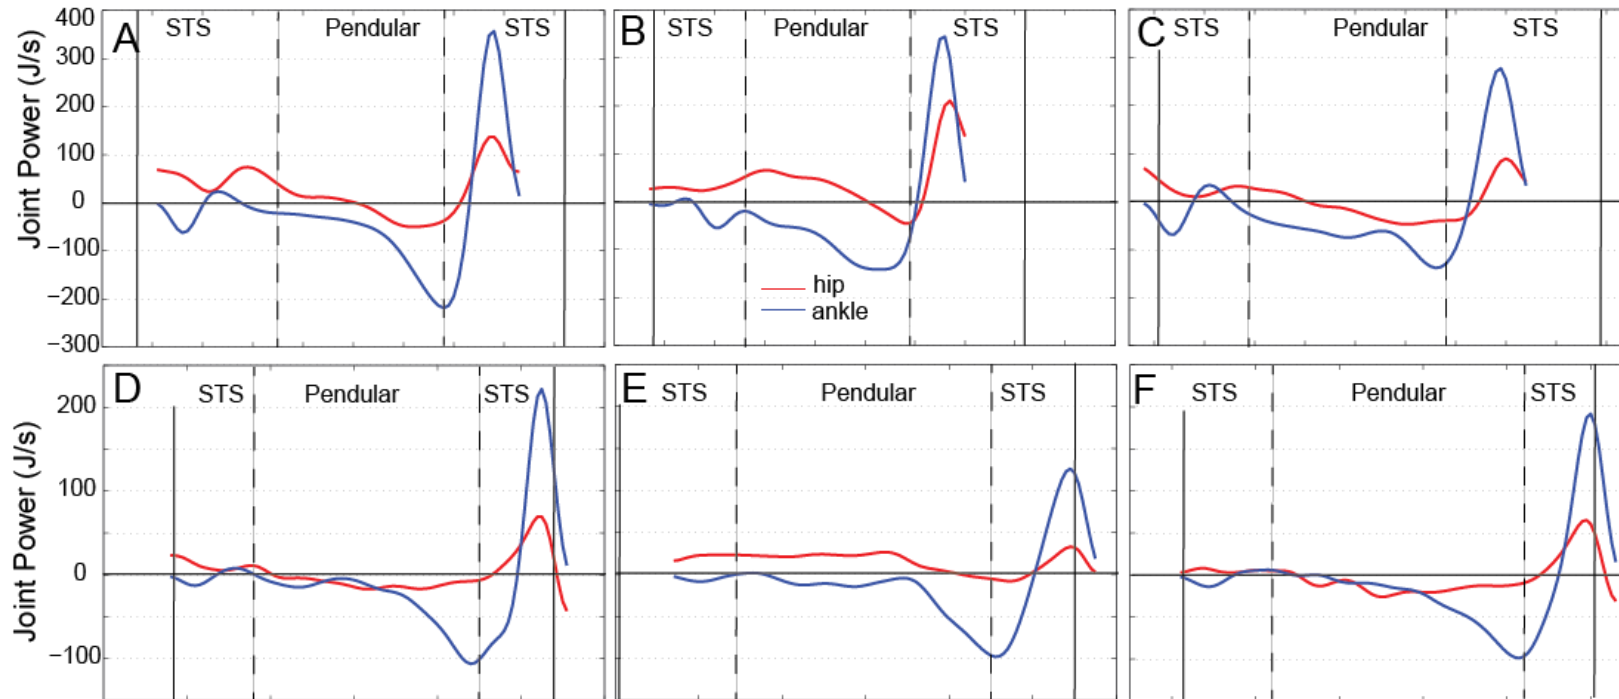 A STS Pendular STS
B STS Pendular STS
C STS Pendular STS
Joint Power (J/s)
400
300
200
100
0
−100
−200
−300
hip
ankle
D STS Pendular STS
E STS Pendular STS
F STS Pendular STS
Joint Power (J/s)
200
100
0
−100